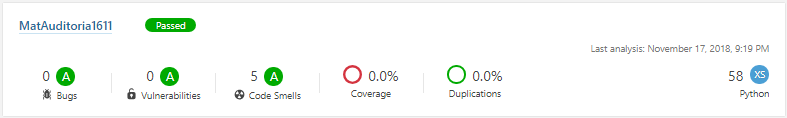 MatAuditoria1611 Passed
Last analysis: November 17, 2018, 9:19 PM
0 A 0 A 5 A 0.0% 0.0% 58 XS
Bugs Vulnerabilities Code Smells Coverage Duplications Python